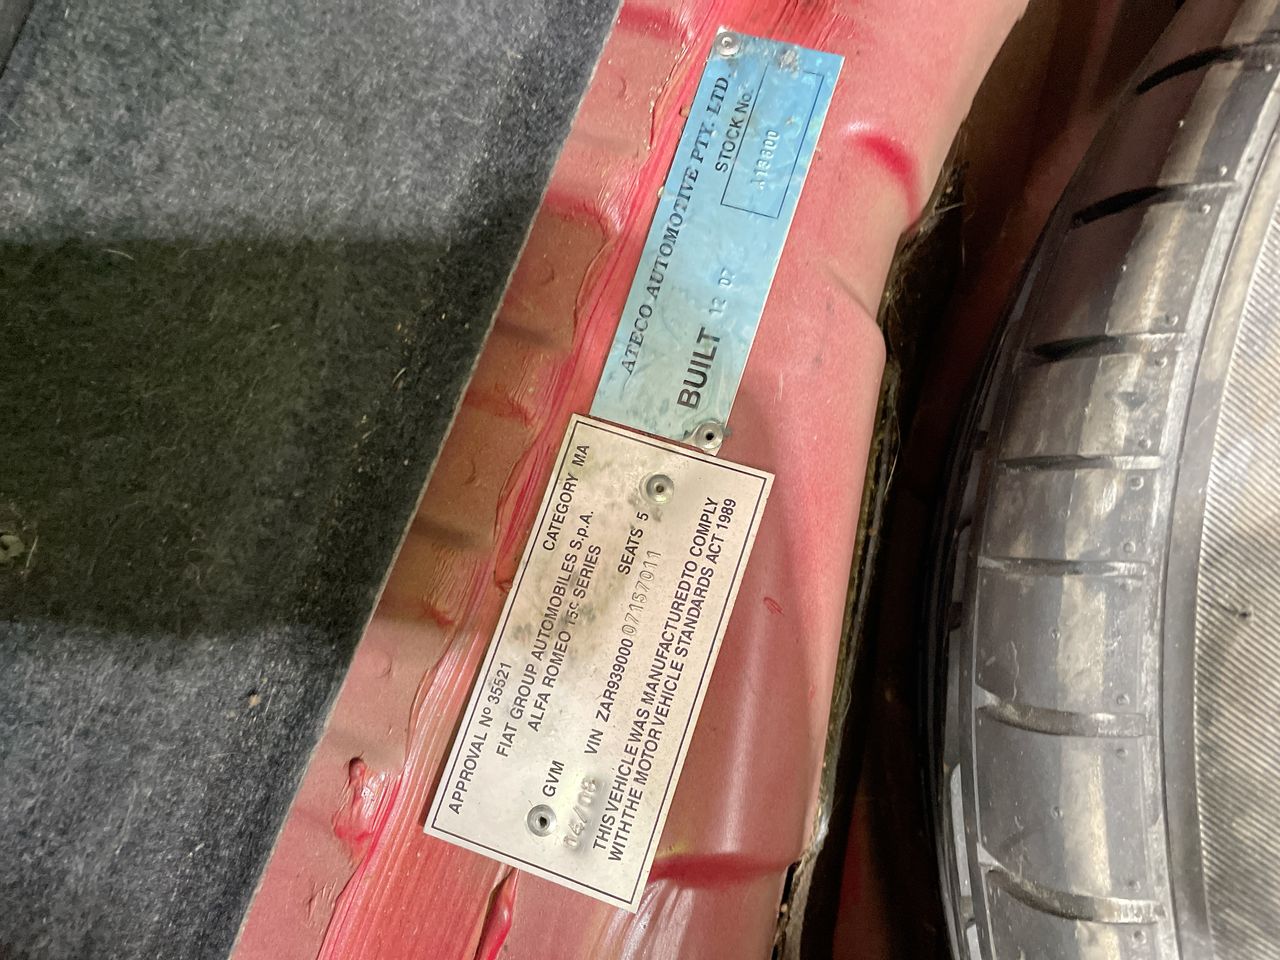 ATECO AUTOMOTIVE PTY. LTD.
STOCK.No.
113800
BUILT 12 07
APPROVAL Nº 35521 CATEGORY MA
FIAT GROUP AUTOMOBILES S.p.A.
ALFA ROMEO 15c SERIES
GVM SEATS 5
04/08 VIN ZAR93900007157011
THIS VEHICLE WAS MANUFACTURED TO COMPLY
WITH THE MOTOR VEHICLE STANDARDS ACT 1989